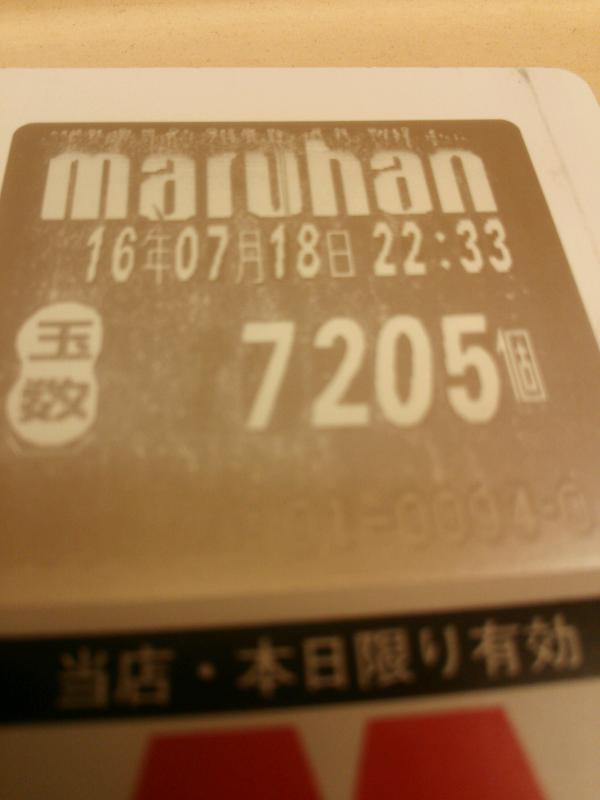 maruhan
16年07月18日 22:33
玉数 7205個
当店・本日限り有効